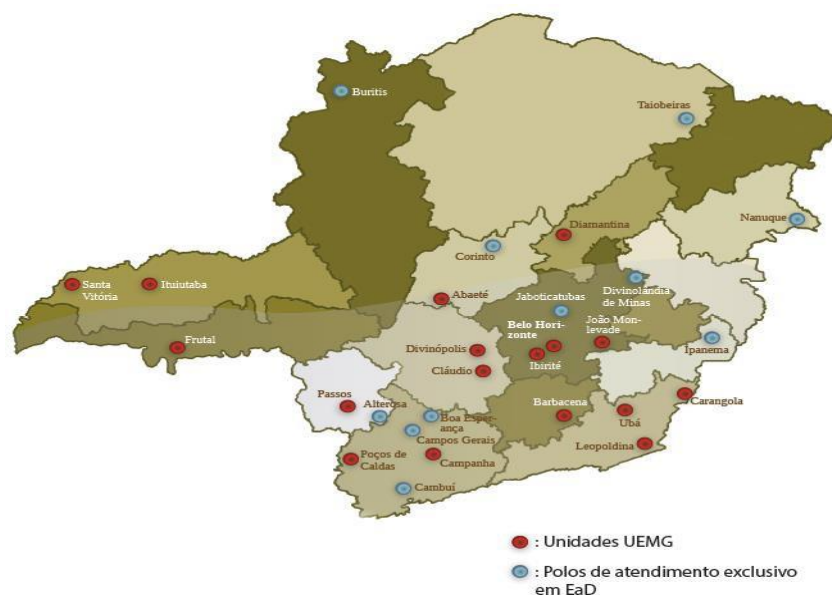 Buritis
Taiobeiras
Nanuque
Diamantina
Corinto
Santa
Vitória
Ituiutaba
Abaeté
Jaboticatubas
Divinolândia
de Minas
Belo Hori-
zonte
João Mon-
levade
Frutal
Divinópolis
Ibirité
Ipanema
Cláudio
Passos
Alterosa
Boa Esper-
ança
Barbacena
Carangola
Ubá
Campos Gerais
Leopoldina
Poços de
Caldas
Campanha
Cambuí
: Unidades UEMG
: Polos de atendimento exclusivo
em EaD